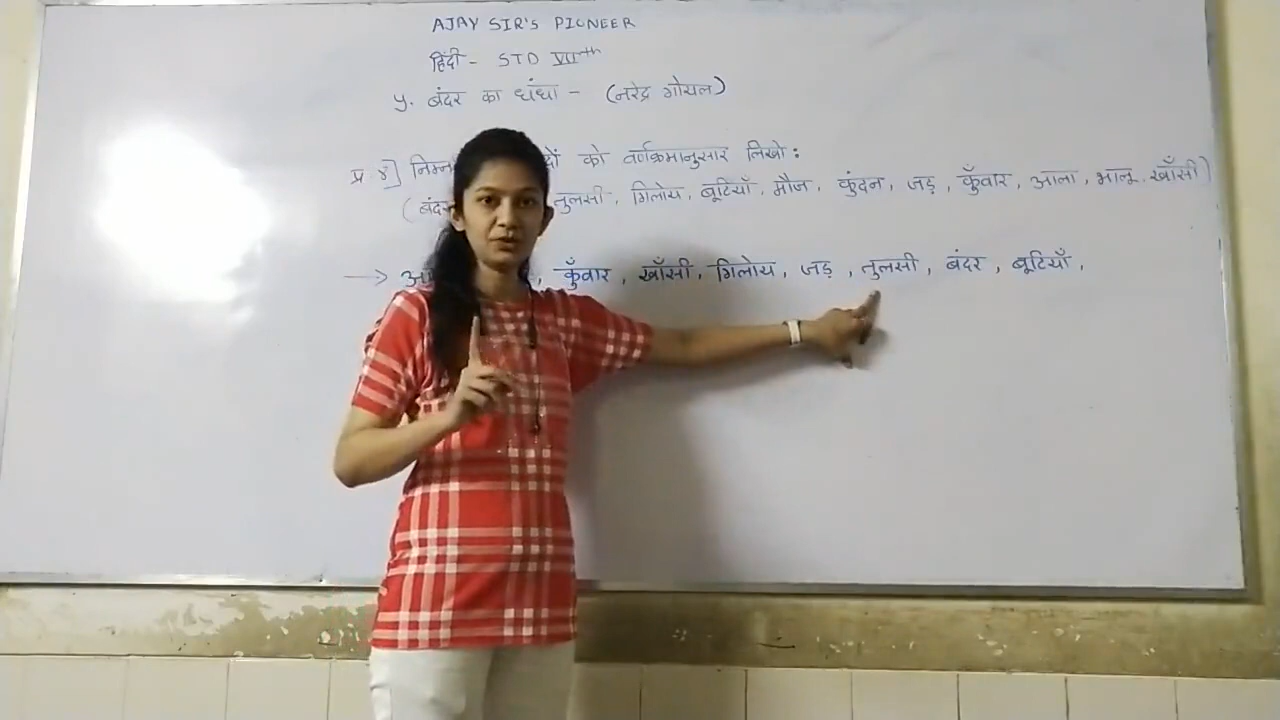 AJAY SIR'S PIONEER
हिंदी - STD VIIth
५. बंदर का धंधा - (नरेंद्र गोयल)
प्र ४] को वर्णक्रमानुसार लिखो :
तुलसी, गिलोय, बूटियाँ, मौज, कुंदन, जड़, कुँवार, आला, भालू, खाँसी)
→ , कुँवार, खाँसी, गिलोय, जड़, तुलसी, बंदर, बूटियाँ,